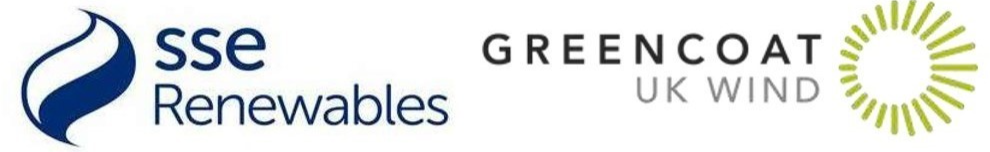 sse
Renewables
GREENCOAT
UK WIND